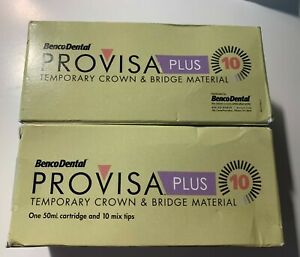 BencoDental
PROVISA PLUS 10
TEMPORARY CROWN & BRIDGE MATERIAL
BencoDental
BencoDental
PROVISA PLUS 10
TEMPORARY CROWN & BRIDGE MATERIAL
One 50mL cartridge and 10 mix tips